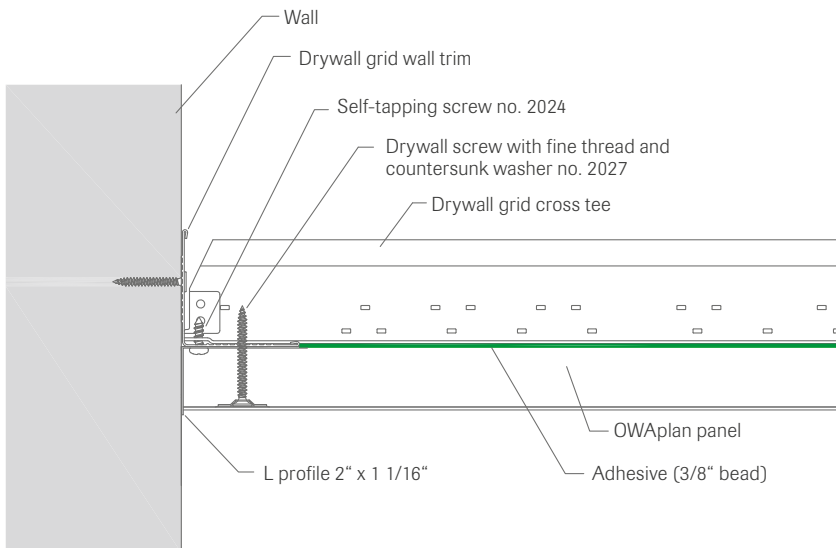 Wall
Drywall grid wall trim
Self-tapping screw no. 2024
Drywall screw with fine thread and
countersunk washer no. 2027
Drywall grid cross tee
OWAplan panel
L profile 2“ x 1 1/16“
Adhesive (3/8“ bead)